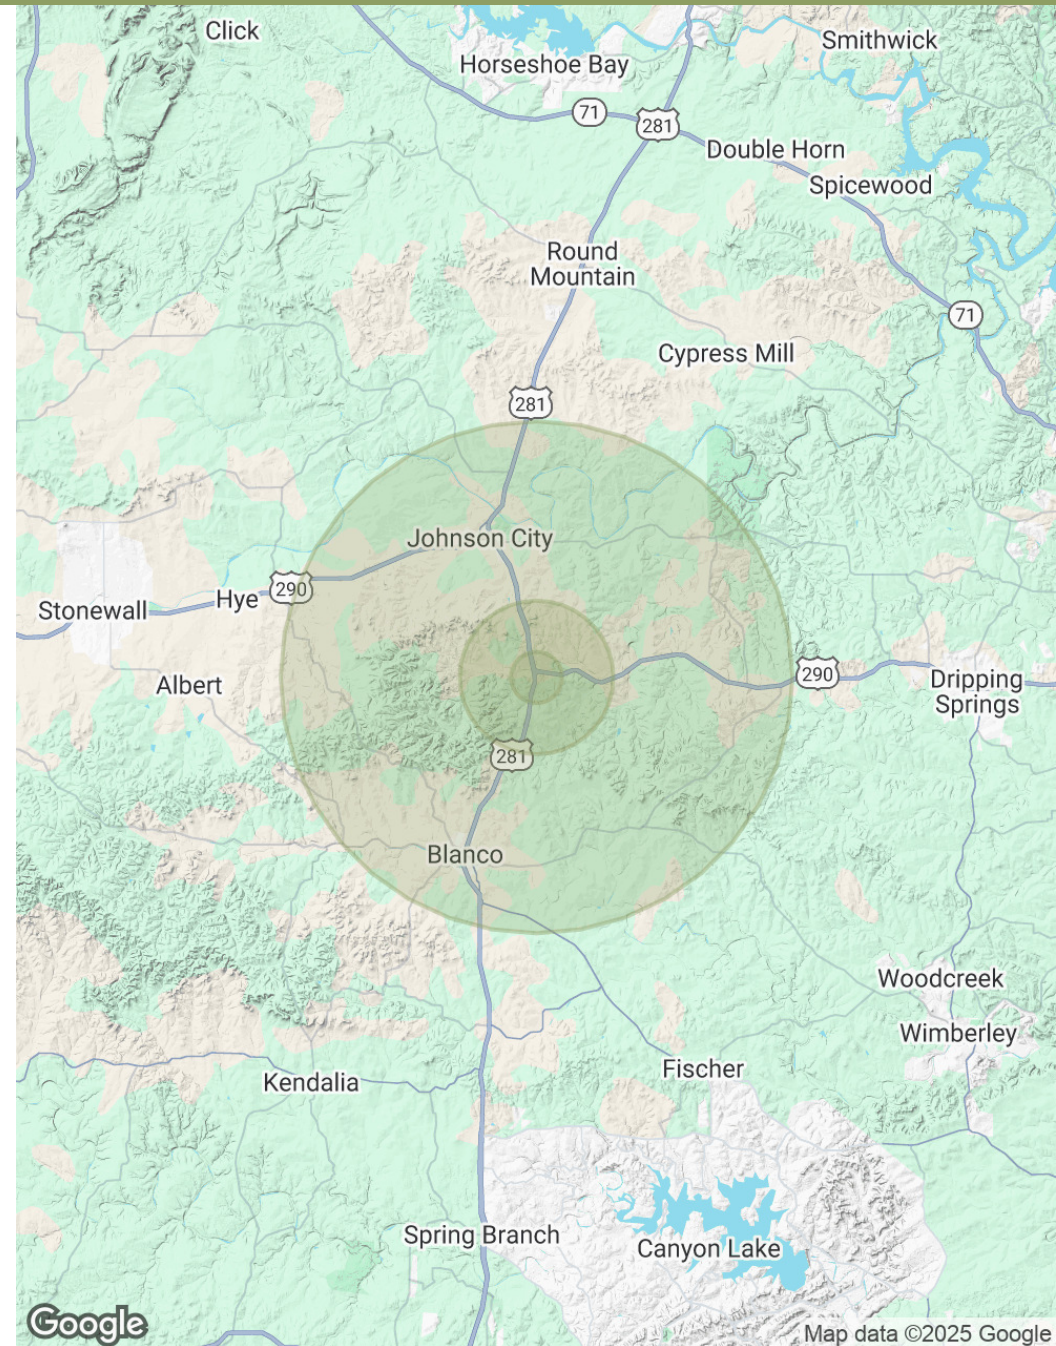 Click
Smithwick
Horseshoe Bay
71
281
Double Horn
Spicewood
Round
Mountain
71
Cypress Mill
281
Johnson City
290
Hye
Stonewall
290
Albert
Dripping
Springs
281
Blanco
Woodcreek
Wimberley
Fischer
Kendalia
Spring Branch
Canyon Lake
Google
Map data ©2025 Google